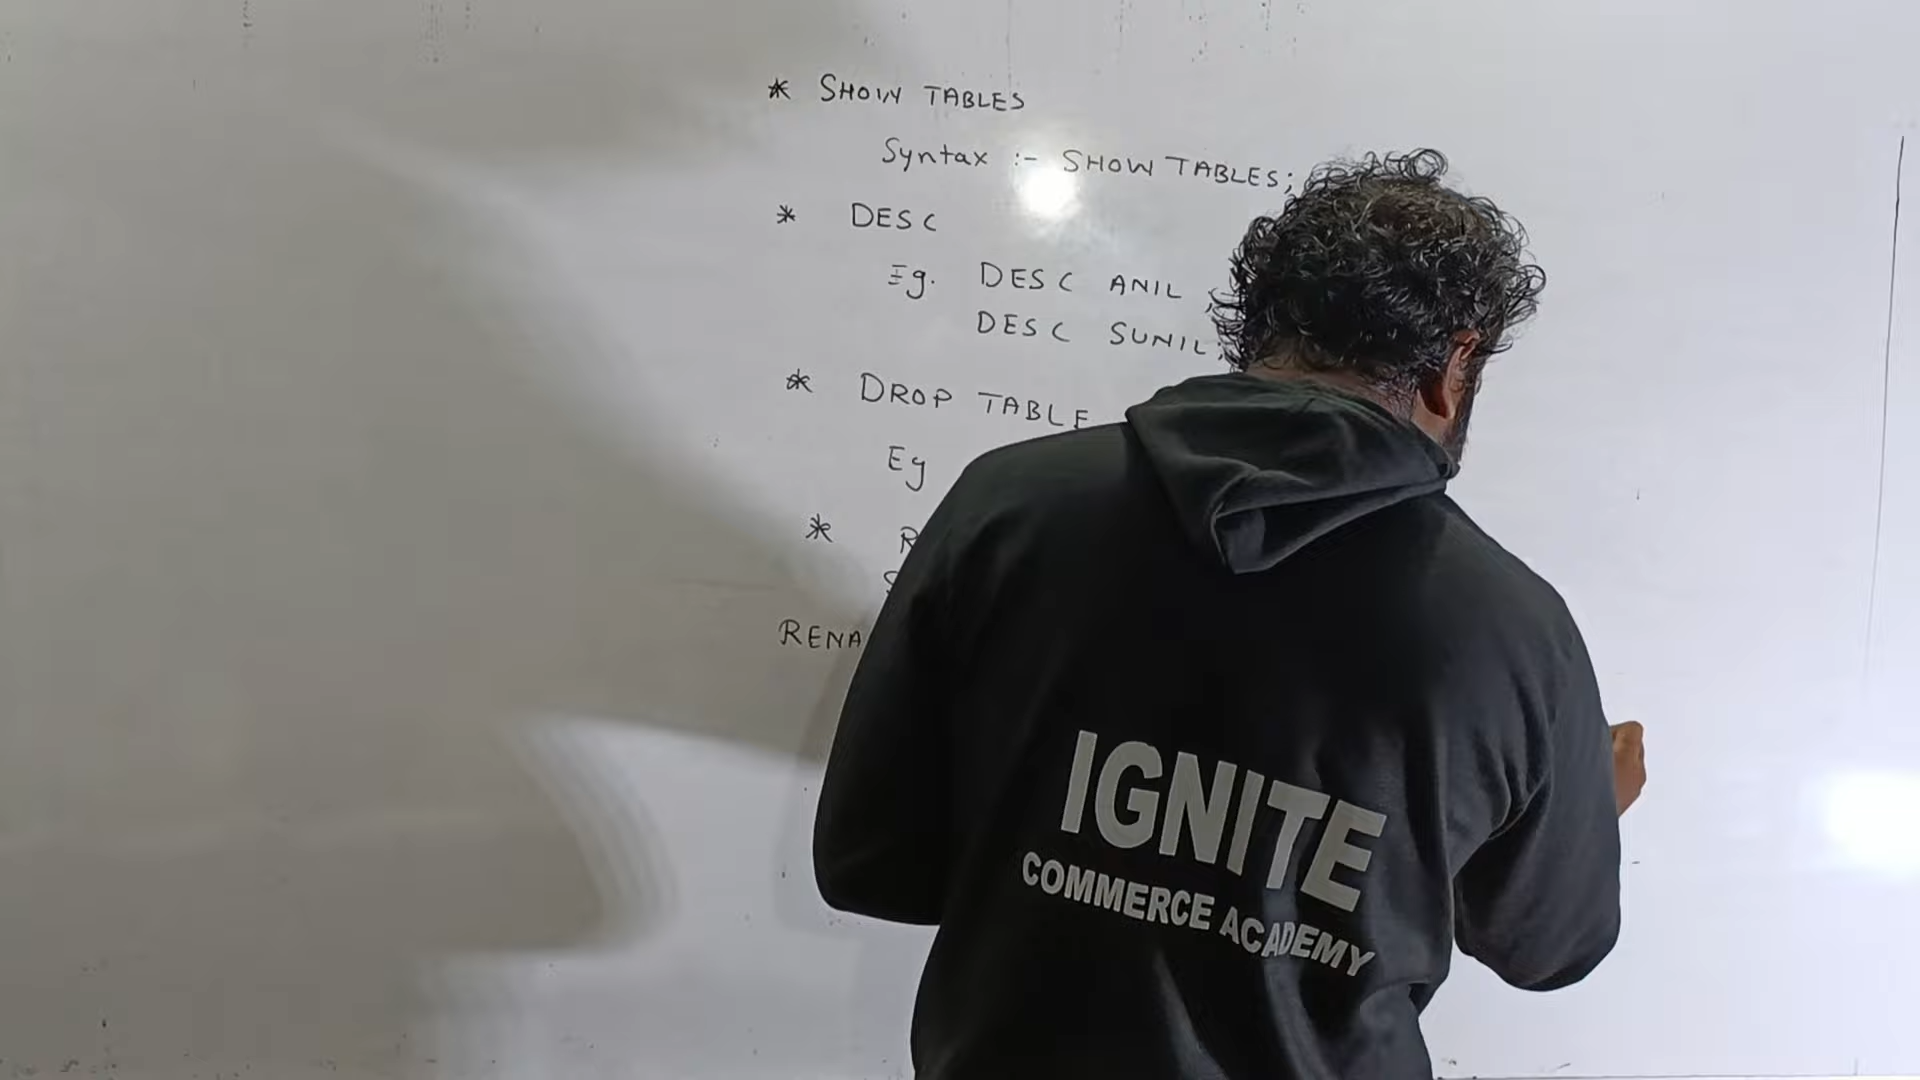 * SHOW TABLES
Syntax :- SHOW TABLES;
* DESC
Eg. DESC ANIL ;
DESC SUNIL;
* DROP TABLE
Eg
* R
S
RENA
IGNITE
COMMERCE ACADEMY